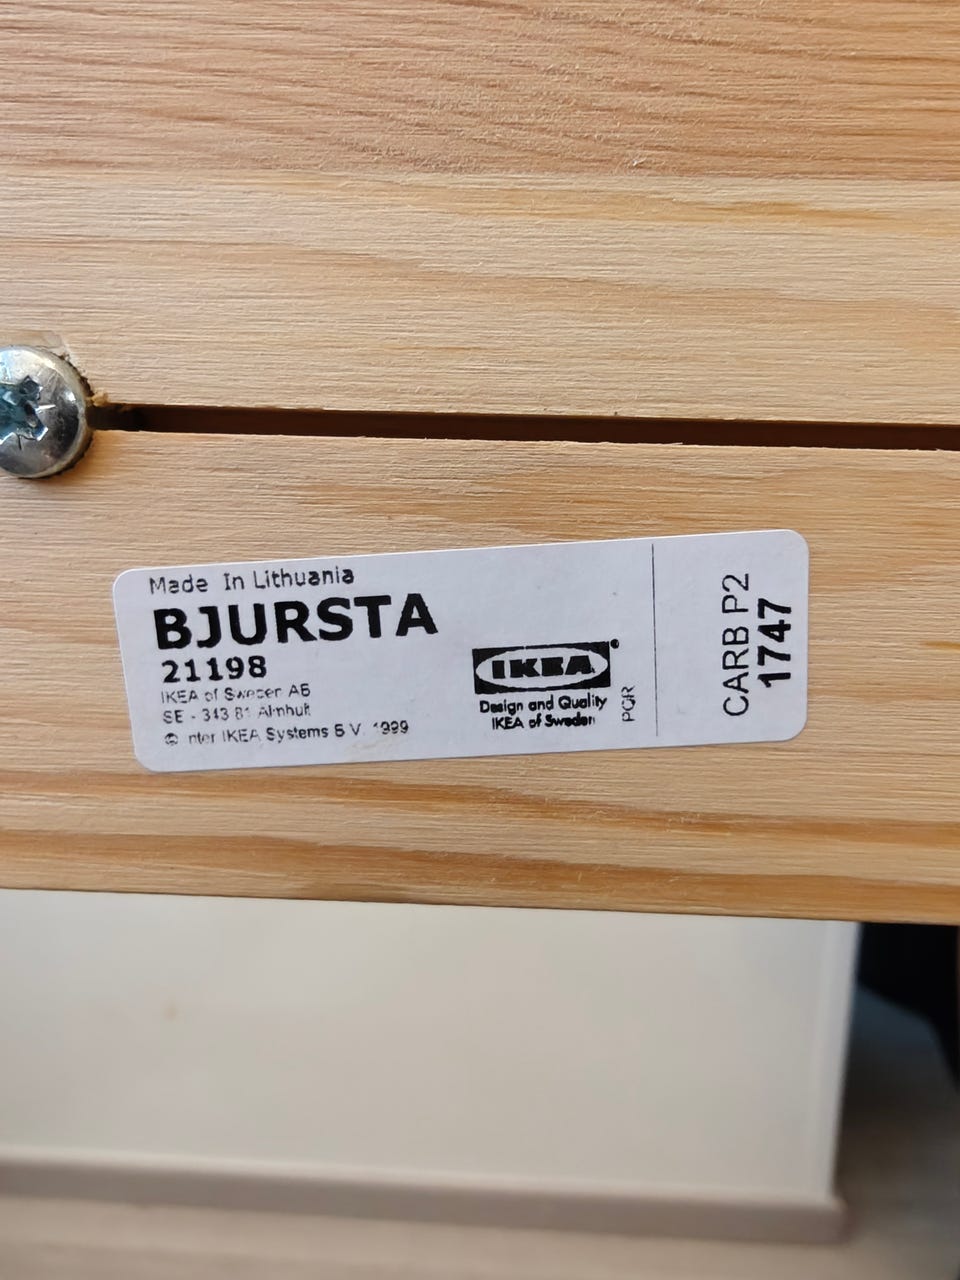 Made In Lithuania
BJURSTA
21198
IKEA of Sweden AB
SE - 343 81 Älmhult
© Inter IKEA Systems B.V. 1999
IKEA®
Design and Quality
IKEA of Sweden
PGR
CARB P2
1747